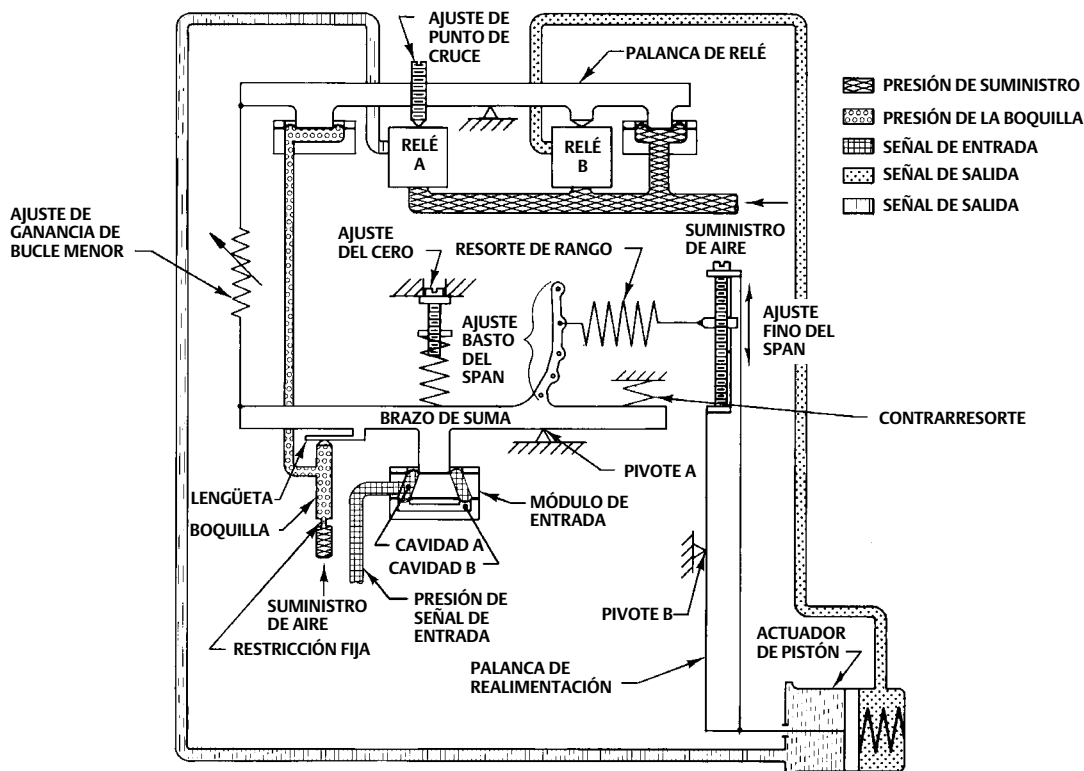 AJUSTE DE
PUNTO DE
CRUCE
PALANCA DE RELÉ
PRESIÓN DE SUMINISTRO
PRESIÓN DE LA BOQUILLA
SEÑAL DE ENTRADA
SEÑAL DE SALIDA
SEÑAL DE SALIDA
RELÉ
A
RELÉ
B
AJUSTE DE
GANANCIA DE
BUCLE MENOR
SUMINISTRO
DE AIRE
AJUSTE
DEL CERO
RESORTE DE RANGO
AJUSTE
BASTO
DEL
SPAN
AJUSTE
FINO DEL
SPAN
BRAZO DE SUMA
CONTRARRESORTE
PIVOTE A
LENGÜETA
BOQUILLA
MÓDULO DE
ENTRADA
CAVIDAD A
CAVIDAD B
SUMINISTRO
DE AIRE
RESTRICCIÓN FIJA
PRESIÓN DE
SEÑAL DE
ENTRADA
PIVOTE B
PALANCA DE
REALIMENTACIÓN
ACTUADOR
DE PISTÓN